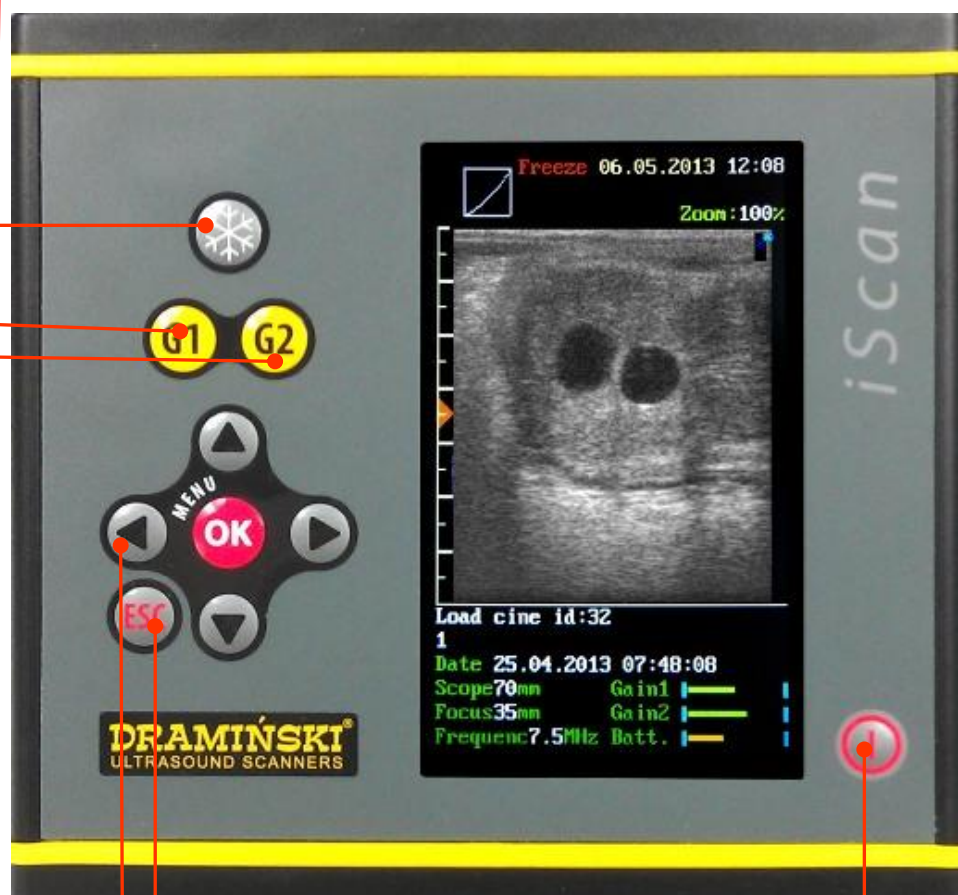 Freeze 06.05.2013 12:08
Zoom:100%
iScan
G1 G2
MENU
OK
ESC
Load cine id:32
1
Date 25.04.2013 07:48:08
Scope70mm Gain1
Focus35mm Gain2
Frequenc7.5MHz Batt.
DRAMIŃSKI®
ULTRASOUND SCANNERS